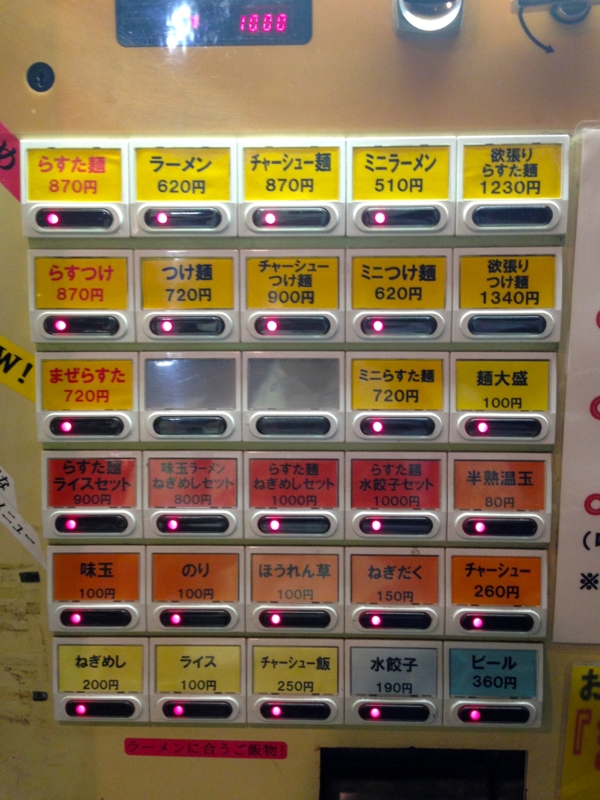 1000
め
らすた麺
870円
ラーメン
620円
チャーシュー麺
870円
ミニラーメン
510円
欲張り
らすた麺
1230円
らすつけ
870円
つけ麺
720円
チャーシュー
つけ麺
900円
ミニつけ麺
620円
欲張り
つけ麺
1340円
W!
まぜらすた
720円
ミニらすた麺
720円
麺大盛
100円
らすた麺
ライスセット
900円
味玉ラーメン
ねぎめしセット
800円
らすた麺
ねぎめしセット
1000円
らすた麺
水餃子セット
1000円
半熟温玉
80円
な
メニュー
味玉
100円
のり
100円
ほうれん草
100円
ねぎだく
150円
チャーシュー
260円
※
ねぎめし
200円
ライス
100円
チャーシュー飯
250円
水餃子
190円
ビール
360円
お
ラーメンに合うご飯物!